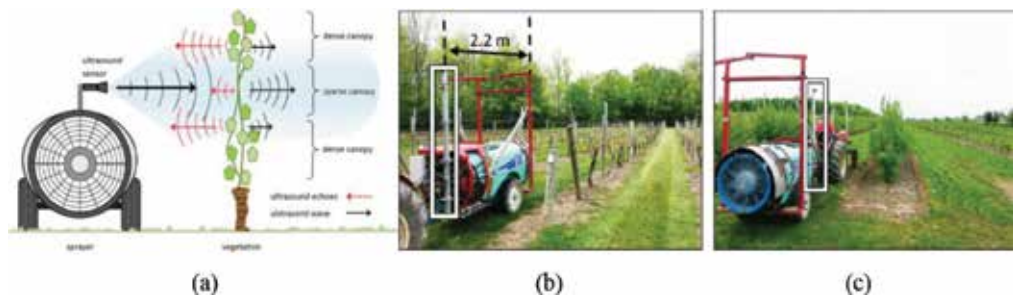 dense canopy
ultrasound
sensor
sparse canopy
dense canopy
ultrasound echoes
ultrasound wave
sprayer
vegetation
2.2 m
(a)
(b)
(c)